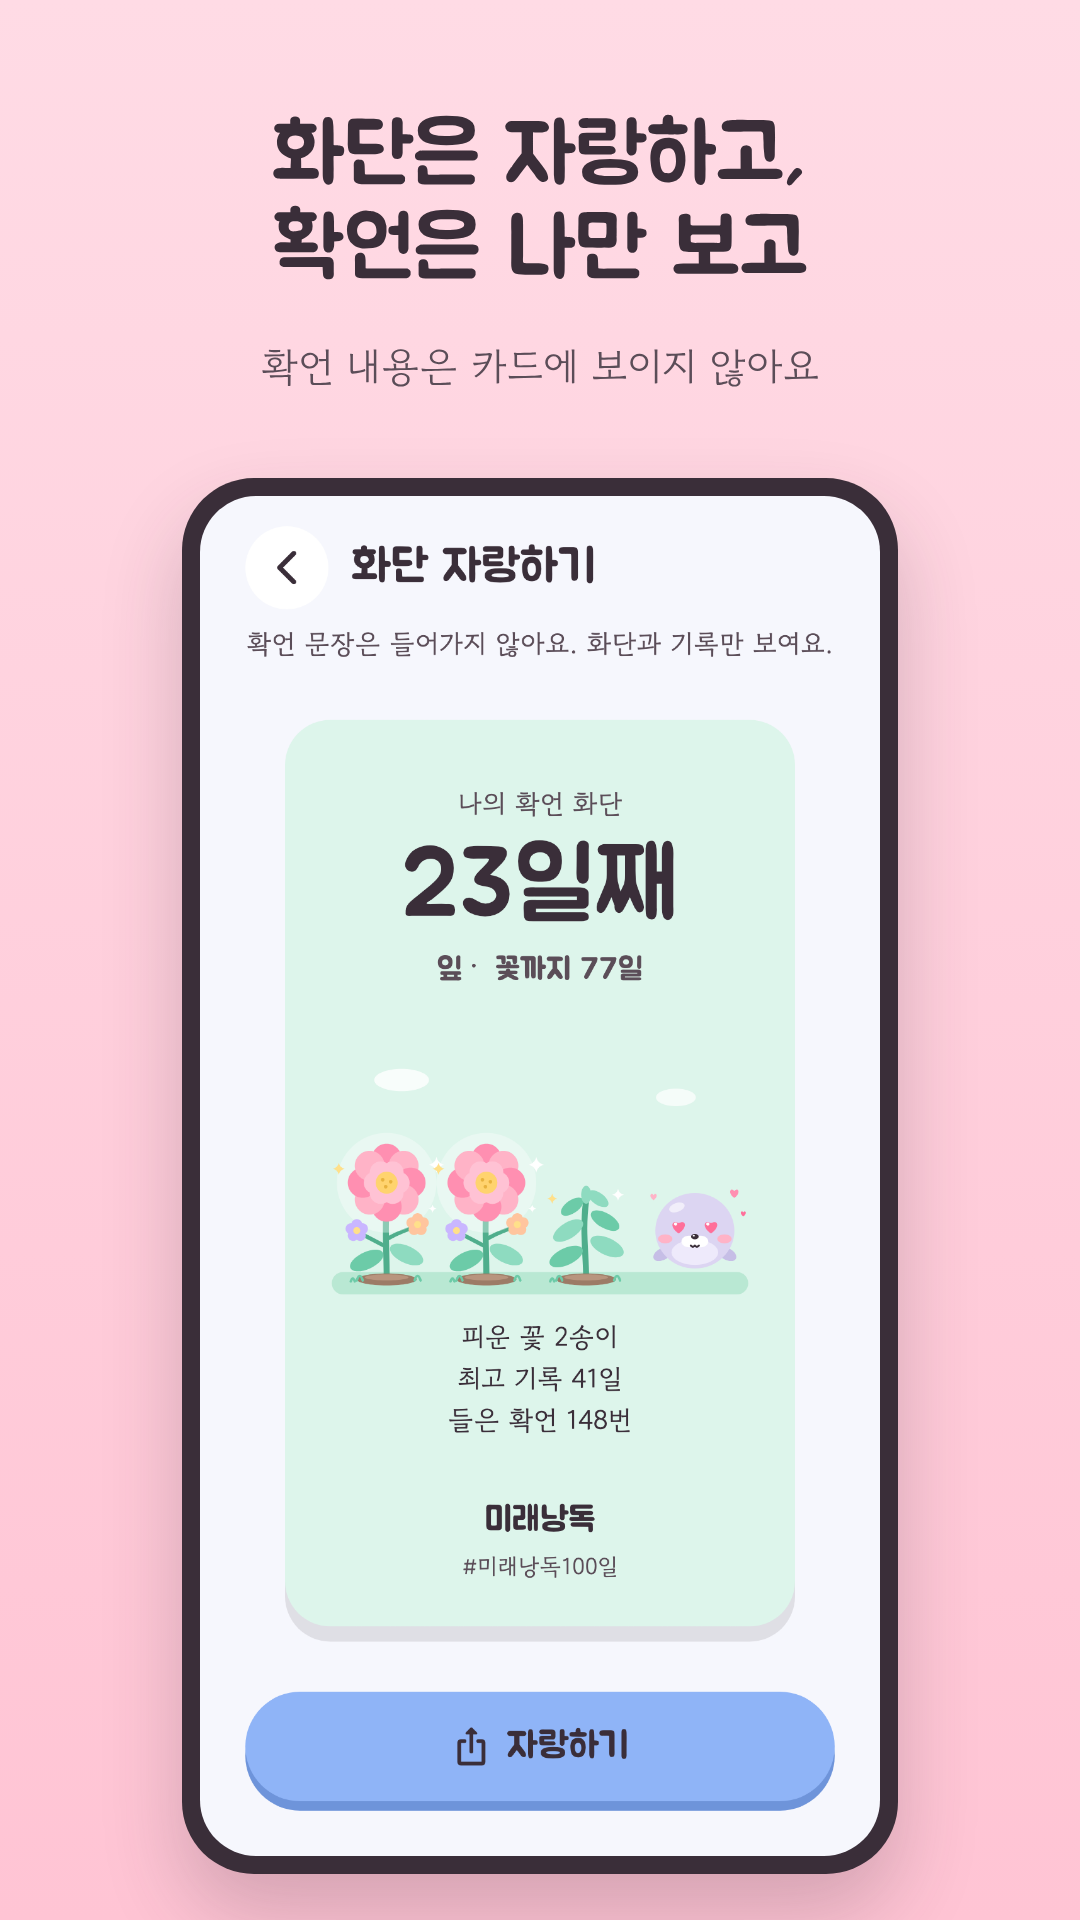 화단은 자랑하고,
확언은 나만 보고
확언 내용은 카드에 보이지 않아요
화단 자랑하기
확언 문장은 들어가지 않아요. 화단과 기록만 보여요.
나의 확언 화단
23일째
잎 · 꽃까지 77일
피운 꽃 2송이
최고 기록 41일
들은 확언 148번
미래낭독
#미래낭독100일
자랑하기